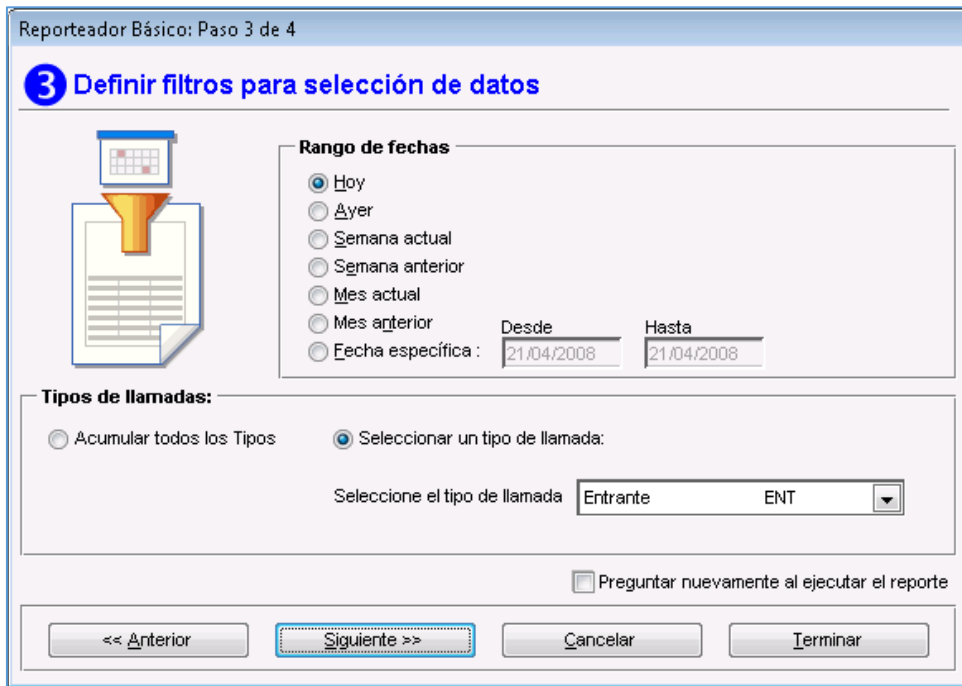 Reporteador Básico: Paso 3 de 4
3 Definir filtros para selección de datos
Rango de fechas
Hoy
Ayer
Semana actual
Semana anterior
Mes actual
Mes anterior
Desde Hasta
Fecha específica : 21/04/2008 21/04/2008
Tipos de llamadas:
Acumular todos los Tipos Seleccionar un tipo de llamada:
Seleccione el tipo de llamada Entrante ENT
Preguntar nuevamente al ejecutar el reporte
<< Anterior Siguiente >> Cancelar Terminar